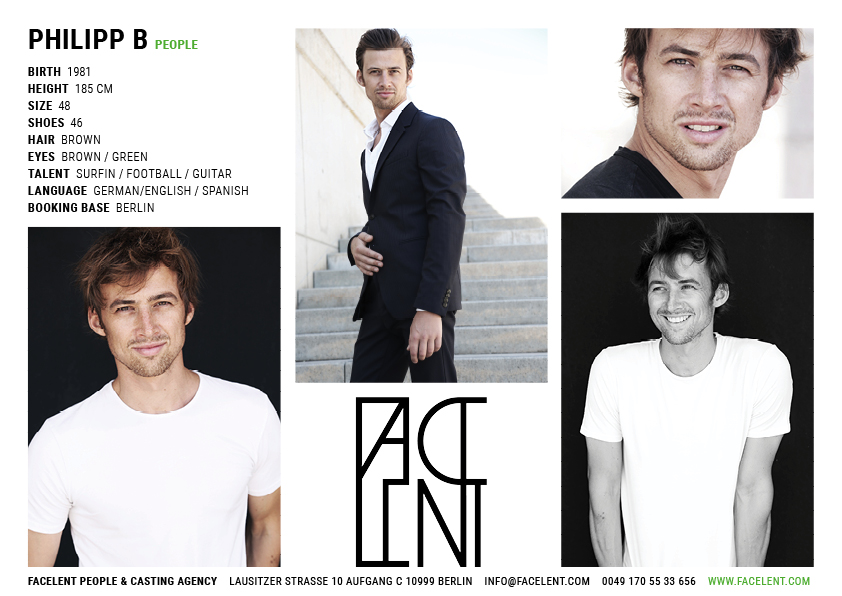 PHILIPP B PEOPLE
BIRTH 1981
HEIGHT 185 CM
SIZE 48
SHOES 46
HAIR BROWN
EYES BROWN / GREEN
TALENT SURFIN / FOOTBALL / GUITAR
LANGUAGE GERMAN/ENGLISH / SPANISH
BOOKING BASE BERLIN
FACE
LENT
FACELENT PEOPLE & CASTING AGENCY LAUSITZER STRASSE 10 AUFGANG C 10999 BERLIN INFO@FACELENT.COM 0049 170 55 33 656 WWW.FACELENT.COM